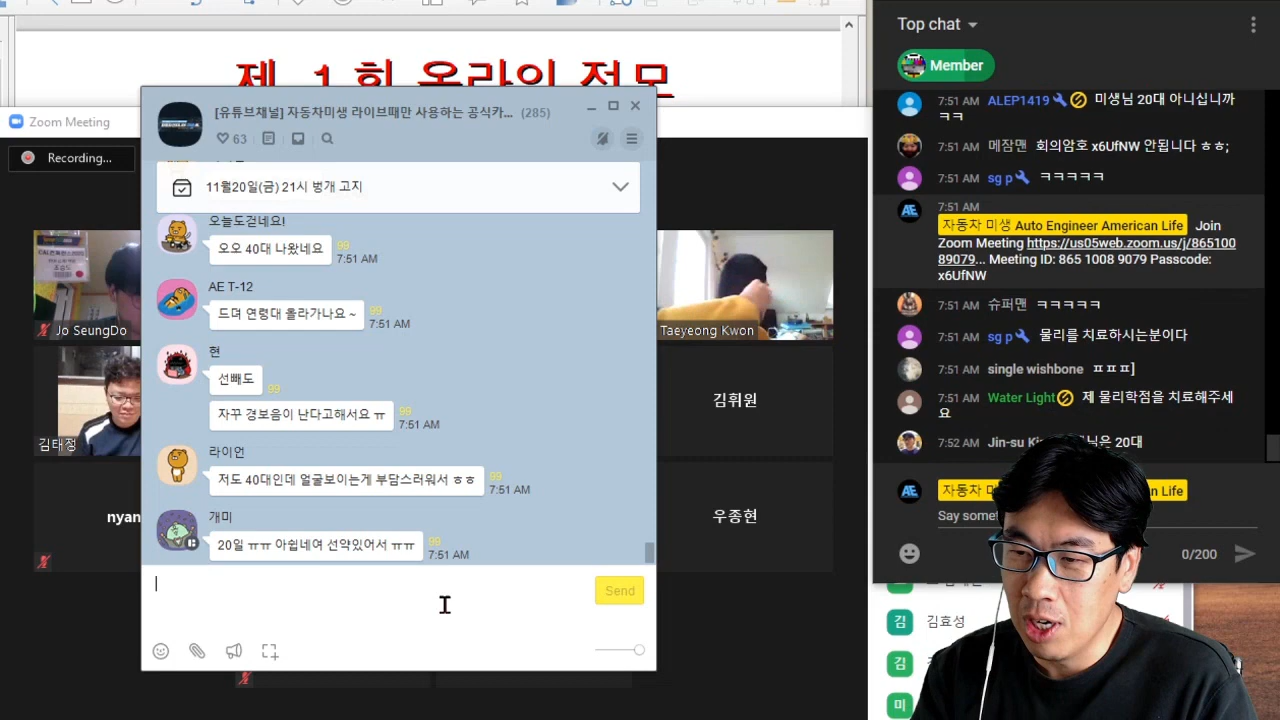 제 1 회 온라인 정모
Zoom Meeting
Recording...
Jo SeungDo
김태정
nyan
Taeyeong Kwon
김휘원
우종현
[유튜브채널] 자동차미생 라이브때만 사용하는 공식카... (285)
63
11월20일(금) 21시 벙개 고지
오늘도걷네요!
오오 40대 나왔네요
99
7:51 AM
AE T-12
드뎌 연령대 올라가나요 ~
99
7:51 AM
현
선빼도
99
자꾸 경보음이 난다고해서요 ㅠ
99
7:51 AM
라이언
저도 40대인데 얼굴보이는게 부담스러워서 ㅎㅎ
99
7:51 AM
개미
20일 ㅠㅠ 아쉽네여 선약있어서 ㅠㅠ
99
7:51 AM
Send
Top chat
Member
7:51 AM ALEP1419 미생님 20대 아니십니까
ㅋㅋ
7:51 AM 메잠맨 회의암호 x6UfNW 안됩니다 ㅎㅎ;
7:51 AM sg p ㅋㅋㅋㅋㅋ
7:51 AM
자동차 미생 Auto Engineer American Life Join
Zoom Meeting https://us05web.zoom.us/j/865100
89079... Meeting ID: 865 1008 9079 Passcode:
x6UfNW
7:51 AM 슈퍼맨 ㅋㅋㅋㅋㅋ
7:51 AM sg p 물리를 치료하시는분이다
7:51 AM single wishbone ㅍㅍㅍ]
7:51 AM Water Light 제 물리학점을 치료해주세
요
7:52 AM Jin-su 님은 20대
자동차 Life
Say
0/200
김 김효성
김
미